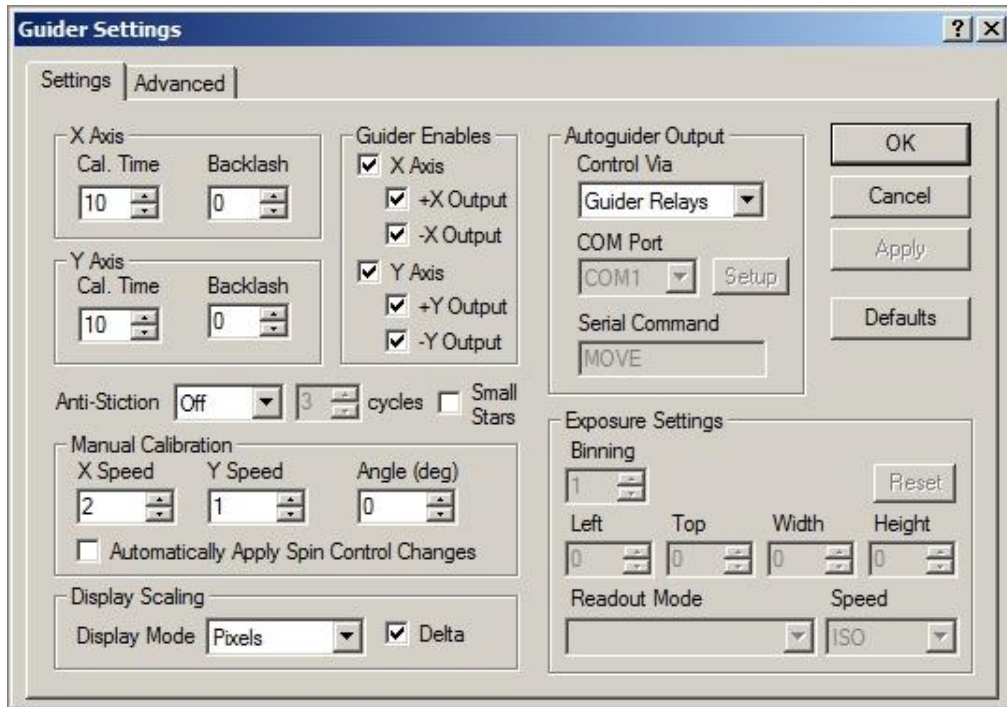 Guider Settings
Settings
Advanced
X Axis
Cal. Time
Backlash
10
0
Y Axis
Cal. Time
Backlash
10
0
Guider Enables
X Axis
+X Output
-X Output
Y Axis
+Y Output
-Y Output
Autoguider Output
Control Via
Guider Relays
COM Port
COM1
Setup
Serial Command
MOVE
OK
Cancel
Apply
Defaults
Anti-Stiction
Off
3
cycles
Small
Stars
Manual Calibration
X Speed
Y Speed
Angle (deg)
2
1
0
Automatically Apply Spin Control Changes
Display Scaling
Display Mode
Pixels
Delta
Exposure Settings
Binning
1
Reset
Left
Top
Width
Height
0
0
0
0
Readout Mode
Speed
ISO